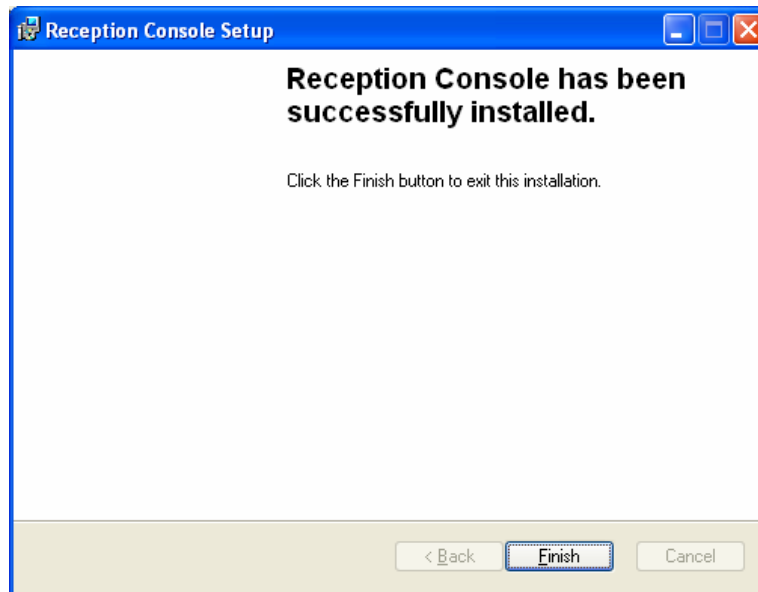 Reception Console Setup
Reception Console has been
successfully installed.
Click the Finish button to exit this installation.
< Back Finish Cancel